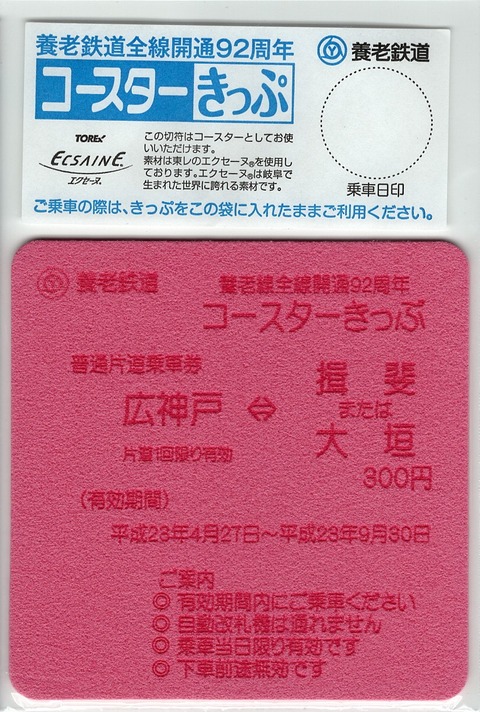 養老鉄道全線開通92周年
コースターきっぷ
養老鉄道
TORAY
ECSAINE
エクセーヌ®
この切符はコースターとしてお使
いいただけます。
素材は東レのエクセーヌ®を使用し
ております。エクセーヌ®は岐阜で
生まれた世界に誇れる素材です。
乗車日印
ご乗車の際は、きっぷをこの袋に入れたままご利用ください。
養老鉄道
養老線全線開通92周年
コースターきっぷ
普通片道乗車券
広神戸 ⇔ 揖斐
または
大垣
片道1回限り有効
300円
(有効期間)
平成23年4月27日～平成23年9月30日
ご案内
◎ 有効期間内にご乗車ください
◎ 自動改札機は通れません
◎ 乗車当日限り有効です
◎ 下車前途無効です